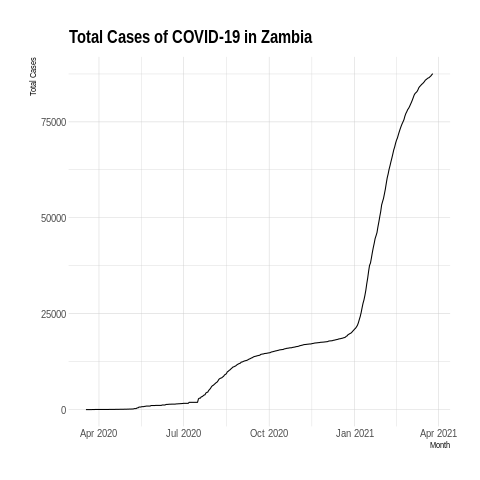 Total Cases of COVID-19 in Zambia
Total Cases
75000
50000
25000
0
Apr 2020 Jul 2020 Oct 2020 Jan 2021 Apr 2021
Month